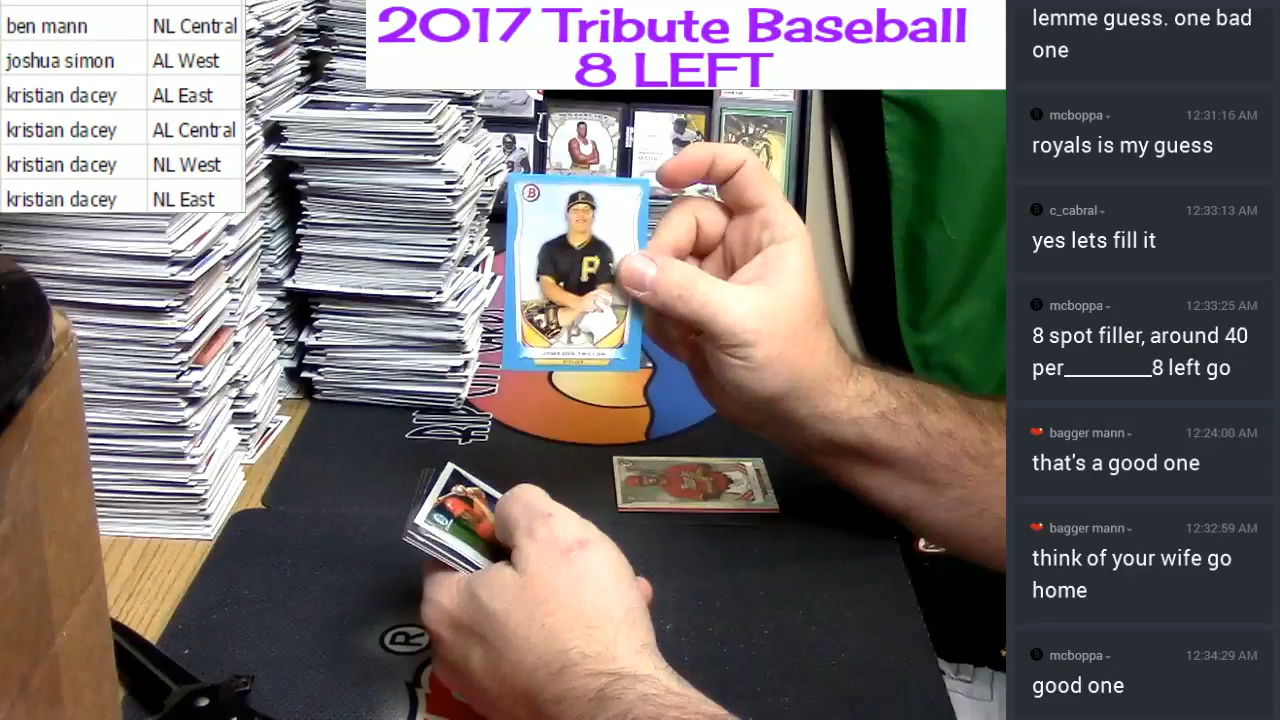 ben mann NL Central
joshua simon AL West
kristian dacey AL East
kristian dacey AL Central
kristian dacey NL West
kristian dacey NL East
2017 Tribute Baseball
8 LEFT
B
P
JAMESON TAILLON
®
lemme guess. one bad
one
mcboppa 12:31:16 AM
royals is my guess
c_cabral 12:33:13 AM
yes lets fill it
mcboppa 12:33:25 AM
8 spot filler, around 40
per_________8 left go
bagger mann 12:24:00 AM
that's a good one
bagger mann 12:32:59 AM
think of your wife go
home
mcboppa 12:34:29 AM
good one